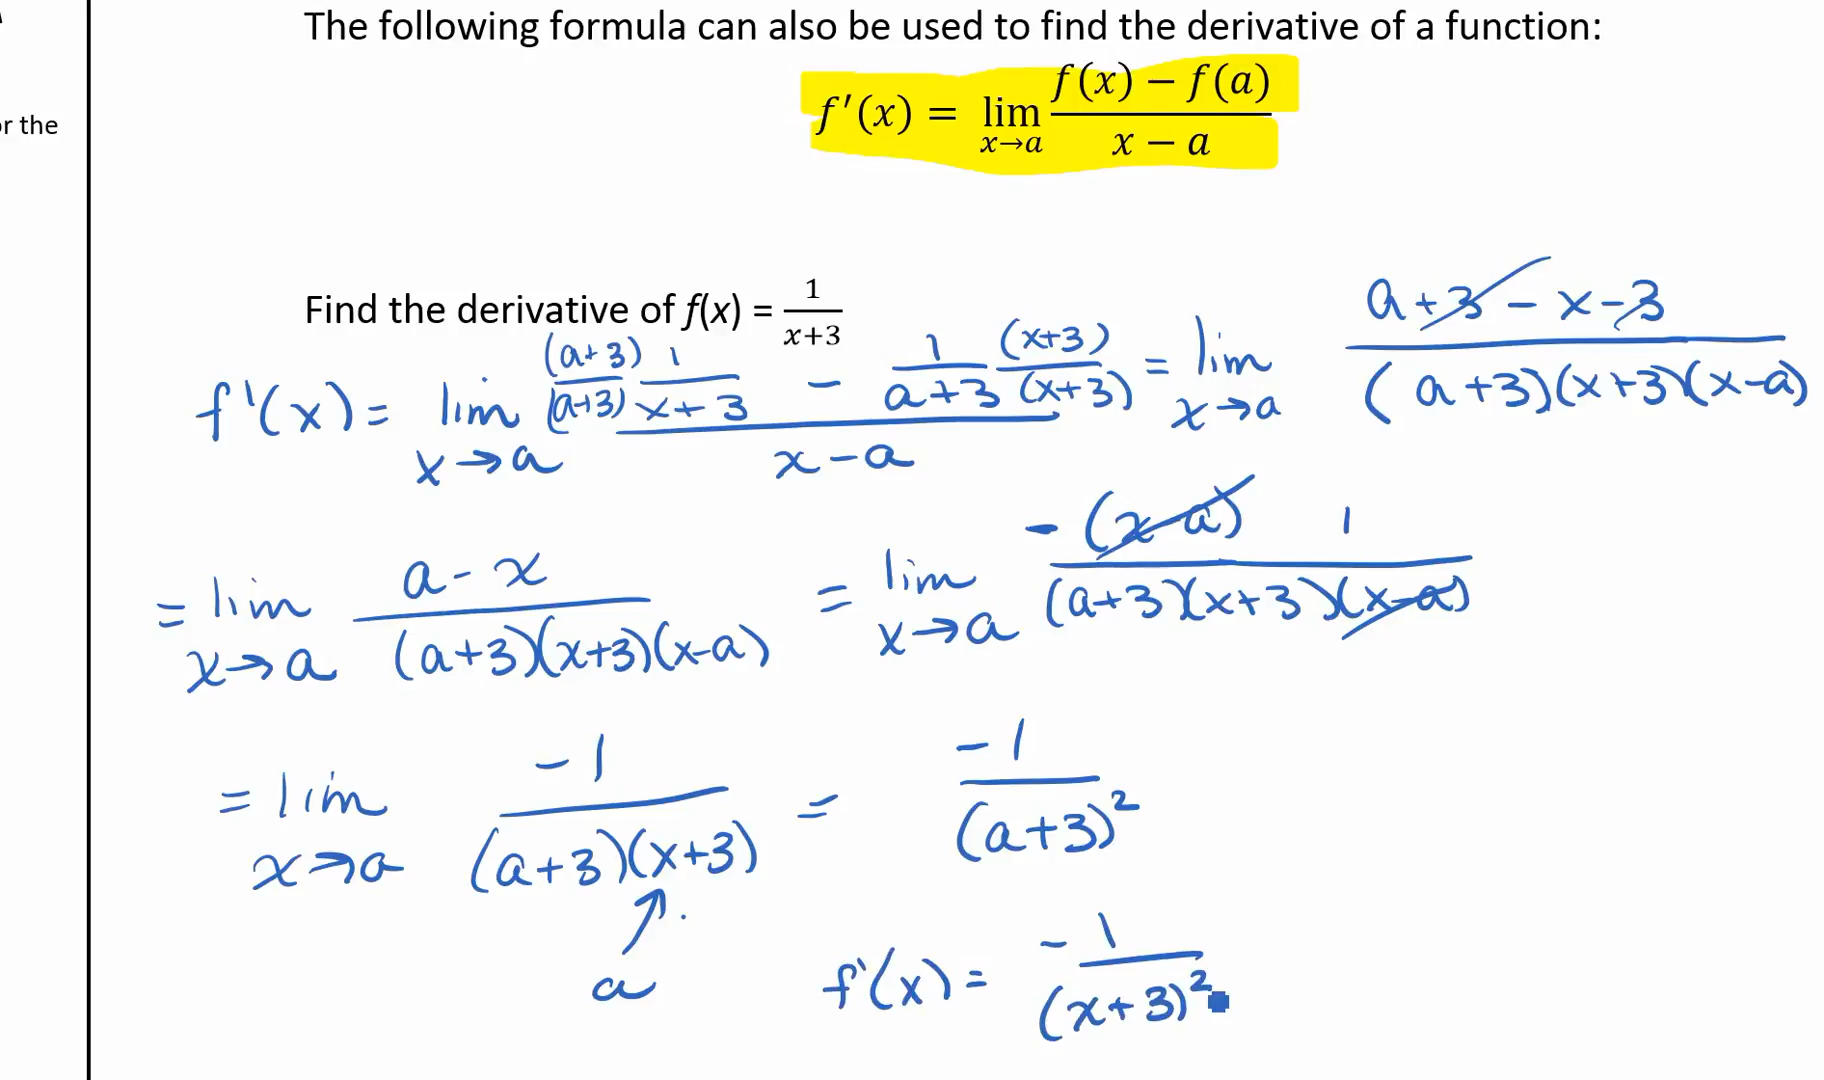 The following formula can also be used to find the derivative of a function:
f′(x) = lim x→a (f(x) − f(a))/(x − a)
or the
Find the derivative of f(x) = 1/(x+3)
f'(x) = lim x→a ((a+3)/(a+3) 1/(x+3) − 1/(a+3) (x+3)/(x+3))/(x−a) = lim x→a (a+3−x−3)/((a+3)(x+3)(x−a))
= lim x→a (a−x)/((a+3)(x+3)(x−a)) = lim x→a (−(x−a) 1)/((a+3)(x+3)(x−a))
= lim x→a −1/((a+3)(x+3)) = −1/(a+3)²
a
f'(x) = −1/(x+3)²